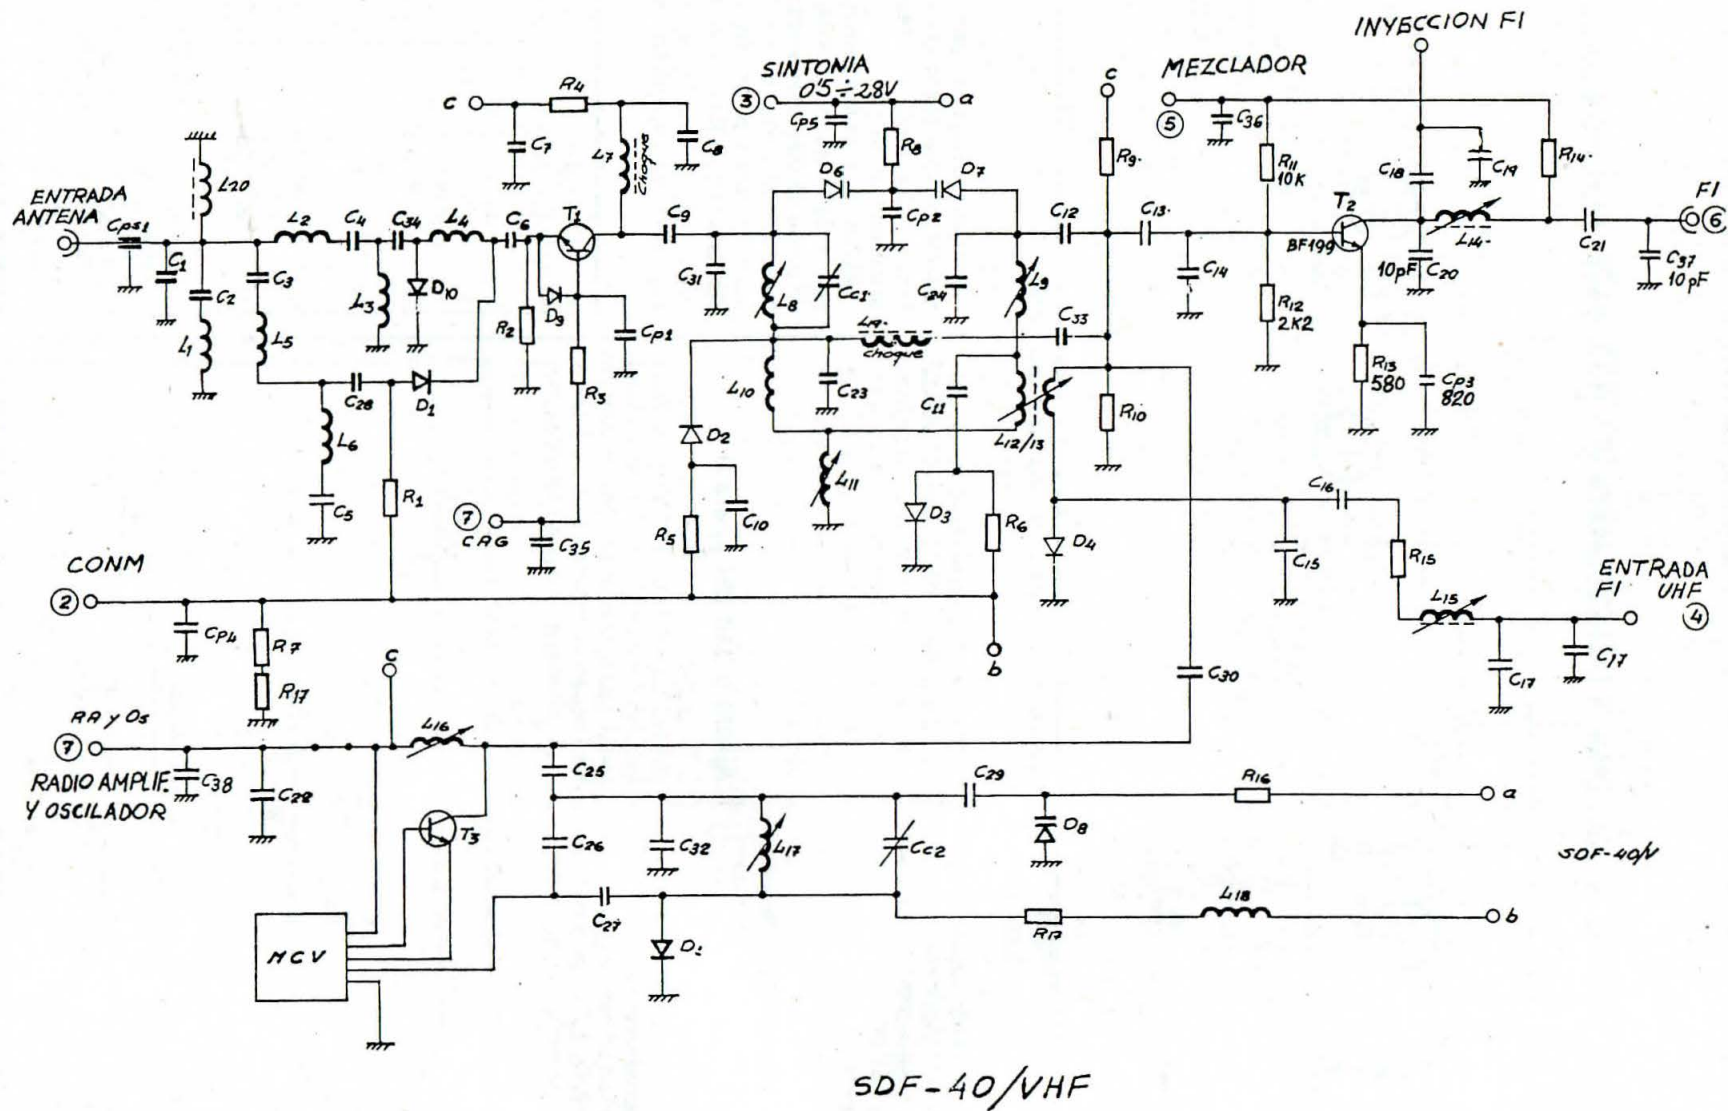 INYECCION FI
SINTONIA
0'5÷28V
MEZCLADOR
c
R4
3
a
c
5
C36
Cp5
C7
L7
Choque
C8
R8
R9.
R11
10K
C18
C19
R14.
L20
D6
D7
ENTRADA
ANTENA
Cps1
L2
C4
C34
L4
C6
T1
C9
Cp2
C12
C13.
T2
BF199
FI
6
C1
C2
C3
L3
D10
D9
R2
Cp1
C31
L8
Cc1.
C24
L9
C14
10pF
C20
L14.
C21
C37
10pF
L1
L5
L19.
choque
C33
R12
2K2
R3
L10
C23
C11
R13
580
Cp3
820
C28
D1
L6
D2
L12/13
R10
C5
R1
L11
C16
7
CAG
C35
R5
C10
D3
R6
D4
C15
R15
CONM
ENTRADA
FI UHF
2
L15
4
Cp4
R7
C17
C17
R17
c
b
C30
RA y Os
7
L16
RADIO AMPLIF.
Y OSCILADOR
C38
C28
C25
C29
R16
a
T3
C26
C32
L17
Cc2
D8
SDF-40/V
C27
L18
R17
b
MCV
D:
SDF-40/VHF